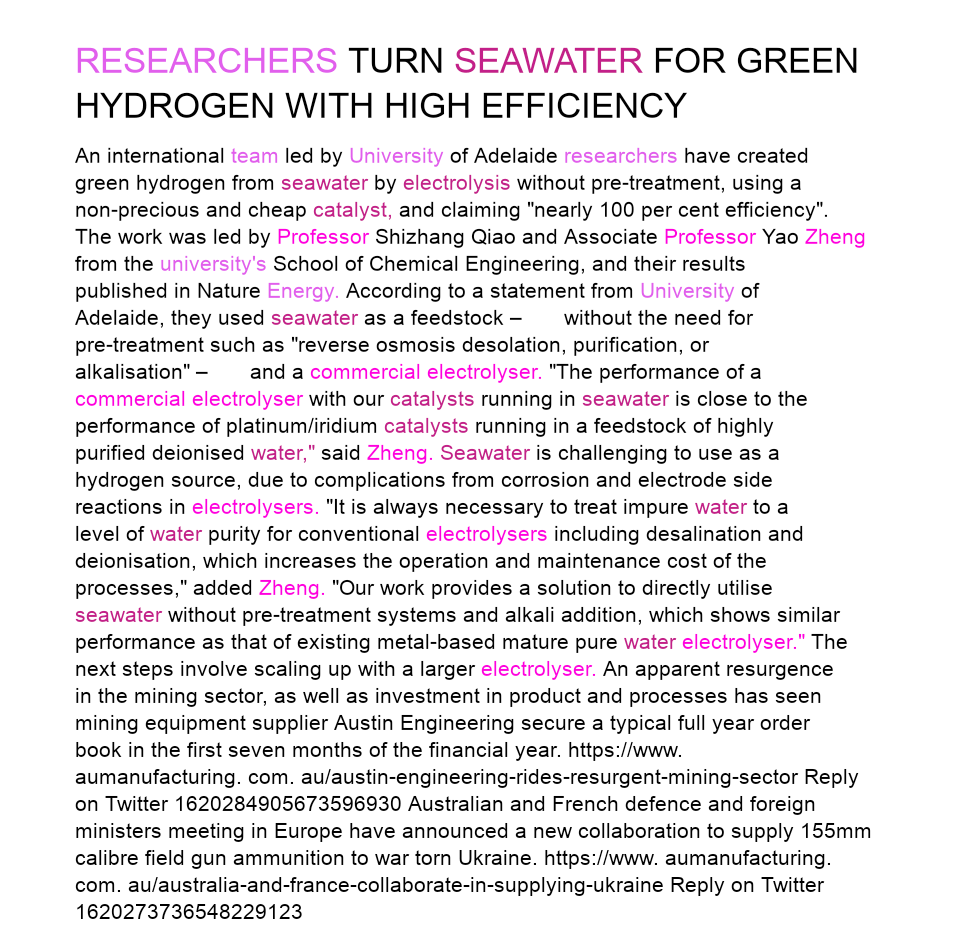 RESEARCHERS TURN SEAWATER FOR GREEN
HYDROGEN WITH HIGH EFFICIENCY
An international team led by University of Adelaide researchers have created
green hydrogen from seawater by electrolysis without pre-treatment, using a
non-precious and cheap catalyst, and claiming "nearly 100 per cent efficiency".
The work was led by Professor Shizhang Qiao and Associate Professor Yao Zheng
from the university's School of Chemical Engineering, and their results
published in Nature Energy. According to a statement from University of
Adelaide, they used seawater as a feedstock – without the need for
pre-treatment such as "reverse osmosis desolation, purification, or
alkalisation" – and a commercial electrolyser. "The performance of a
commercial electrolyser with our catalysts running in seawater is close to the
performance of platinum/iridium catalysts running in a feedstock of highly
purified deionised water," said Zheng. Seawater is challenging to use as a
hydrogen source, due to complications from corrosion and electrode side
reactions in electrolysers. "It is always necessary to treat impure water to a
level of water purity for conventional electrolysers including desalination and
deionisation, which increases the operation and maintenance cost of the
processes," added Zheng. "Our work provides a solution to directly utilise
seawater without pre-treatment systems and alkali addition, which shows similar
performance as that of existing metal-based mature pure water electrolyser." The
next steps involve scaling up with a larger electrolyser. An apparent resurgence
in the mining sector, as well as investment in product and processes has seen
mining equipment supplier Austin Engineering secure a typical full year order
book in the first seven months of the financial year. https://www.
aumanufacturing. com. au/austin-engineering-rides-resurgent-mining-sector Reply
on Twitter 1620284905673596930 Australian and French defence and foreign
ministers meeting in Europe have announced a new collaboration to supply 155mm
calibre field gun ammunition to war torn Ukraine. https://www. aumanufacturing.
com. au/australia-and-france-collaborate-in-supplying-ukraine Reply on Twitter
1620273736548229123